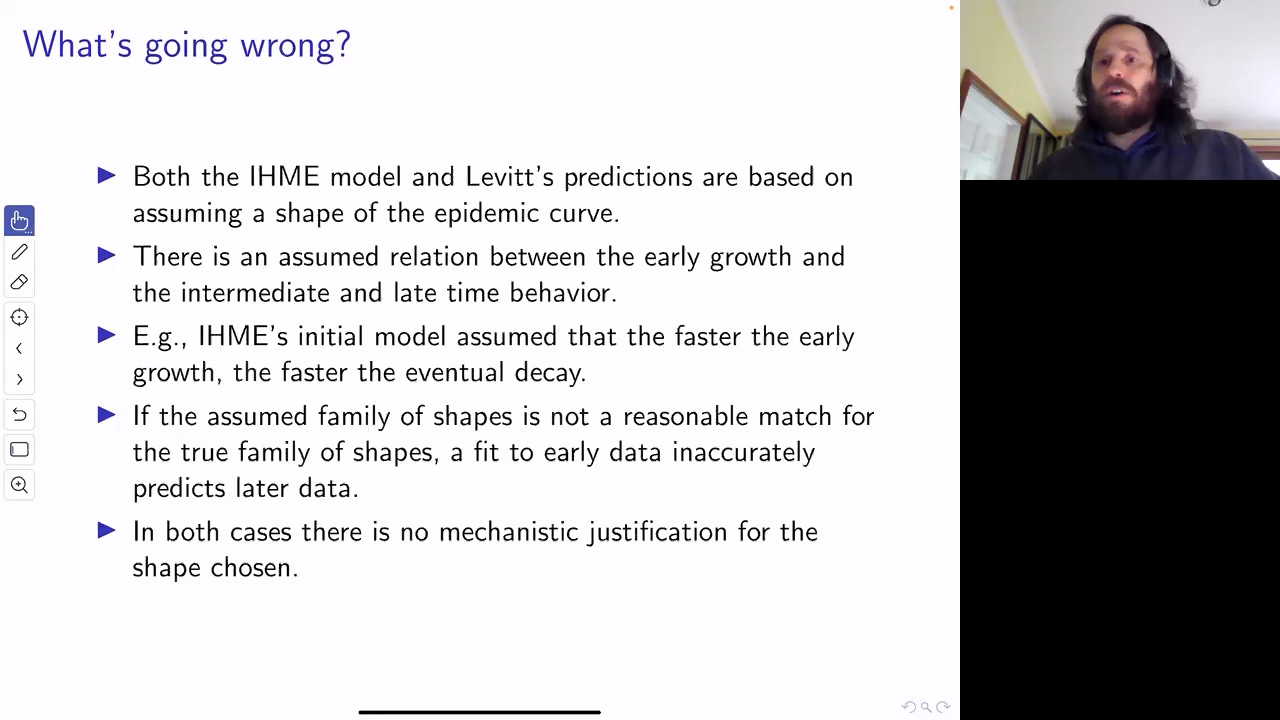 What's going wrong?
Both the IHME model and Levitt's predictions are based on
assuming a shape of the epidemic curve.
There is an assumed relation between the early growth and
the intermediate and late time behavior.
E.g., IHME's initial model assumed that the faster the early
growth, the faster the eventual decay.
If the assumed family of shapes is not a reasonable match for
the true family of shapes, a fit to early data inaccurately
predicts later data.
In both cases there is no mechanistic justification for the
shape chosen.